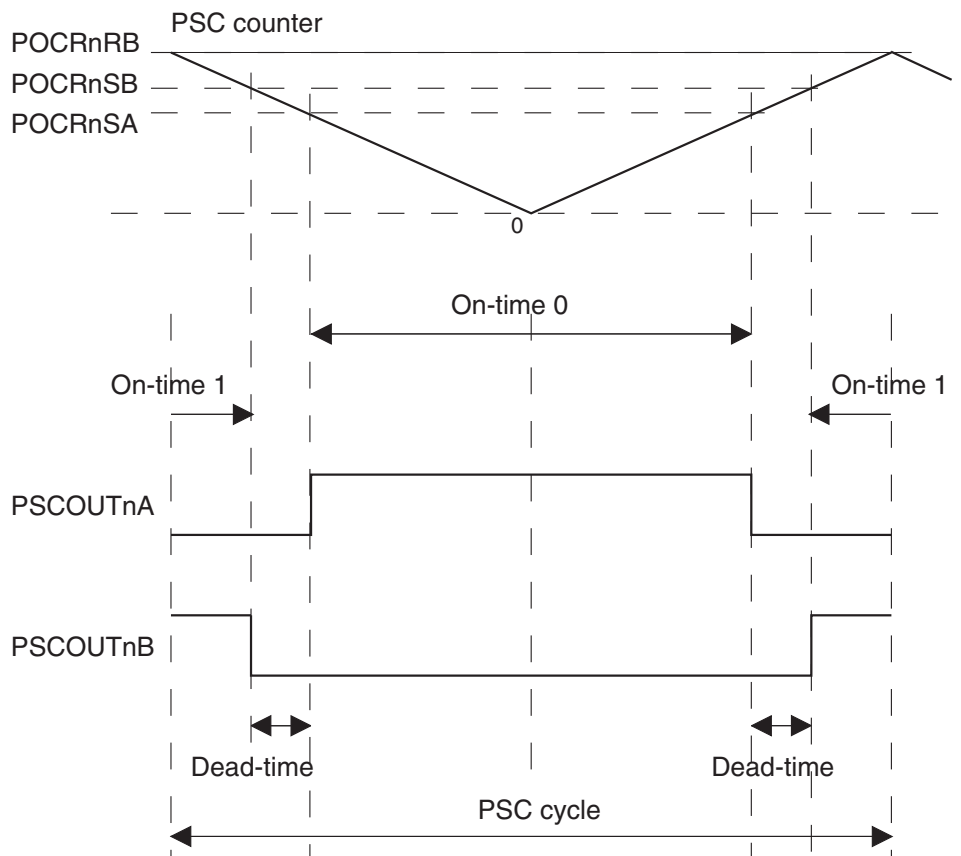 PSC counter
POCRnRB
POCRnSB
POCRnSA
0
On-time 0
On-time 1
On-time 1
PSCOUTnA
PSCOUTnB
Dead-time
Dead-time
PSC cycle